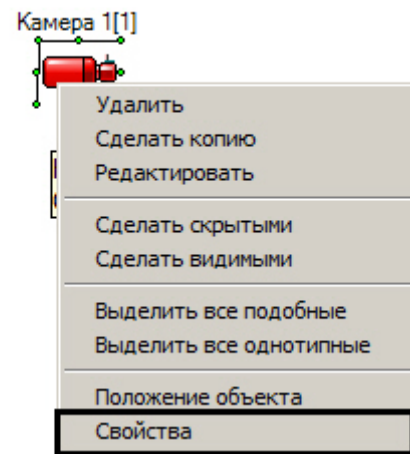 Камера 1[1]
Удалить
Сделать копию
Редактировать
Сделать скрытыми
Сделать видимыми
Выделить все подобные
Выделить все однотипные
Положение объекта
Свойства